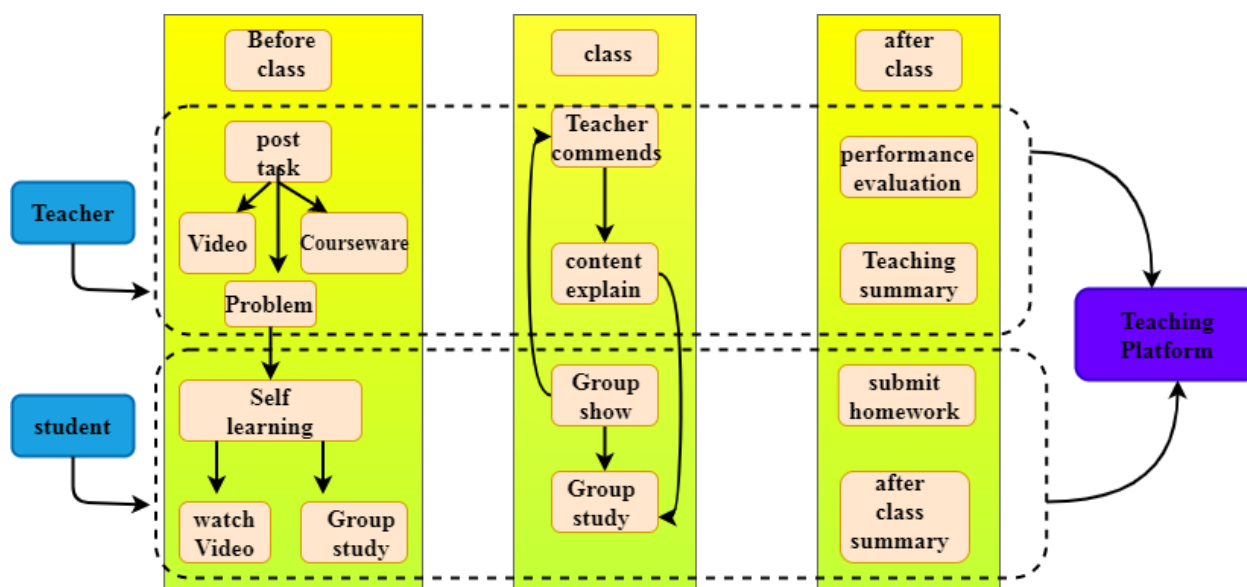 Before
class
class
after
class
Teacher
post
task
Video
Courseware
Problem
Teacher
commends
content
explain
performance
evaluation
Teaching
summary
Teaching
Platform
student
Self
learning
watch
Video
Group
study
Group
show
Group
study
submit
homework
after
class
summary